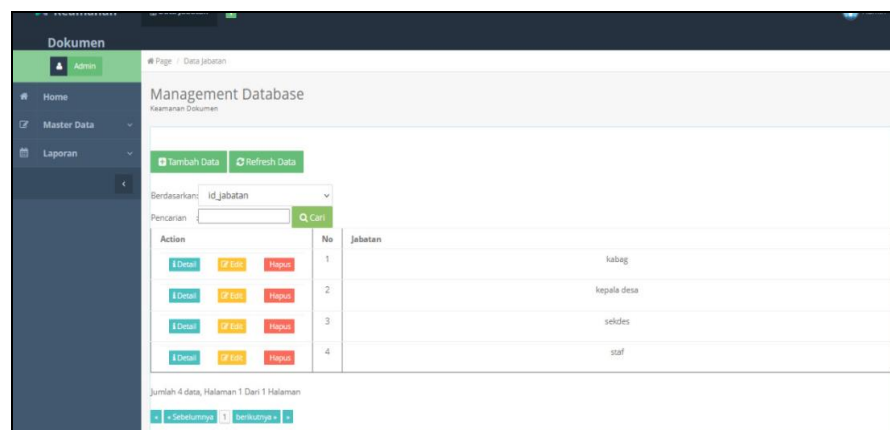 Keamanan
Dokumen
Admin
Page / Data Jabatan
Home
Master Data
Laporan
Management Database
Keamanan Dokumen
Tambah Data Refresh Data
Berdasarkan: id_jabatan
Pencarian : Cari
Action No Jabatan
Detail Edit Hapus 1 kabag
Detail Edit Hapus 2 kepala desa
Detail Edit Hapus 3 sekdes
Detail Edit Hapus 4 staf
Jumlah 4 data, Halaman 1 Dari 1 Halaman
« « Sebelumnya 1 berikutnya » »